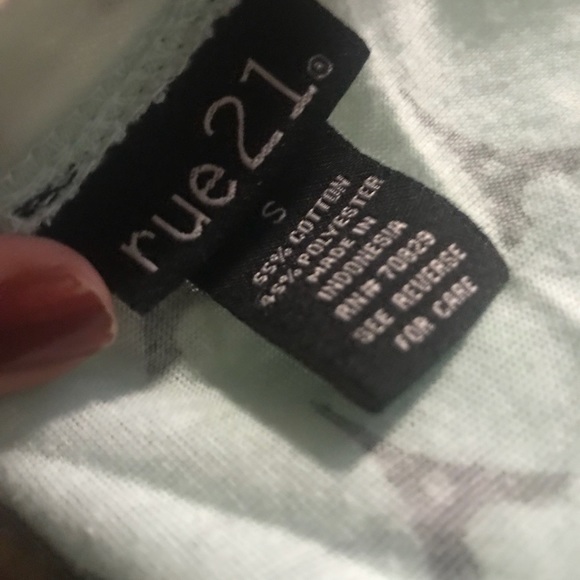 rue21®
S
55% COTTON
45% POLYESTER
MADE IN
INDONESIA
RN# 70829
SEE REVERSE
FOR CARE